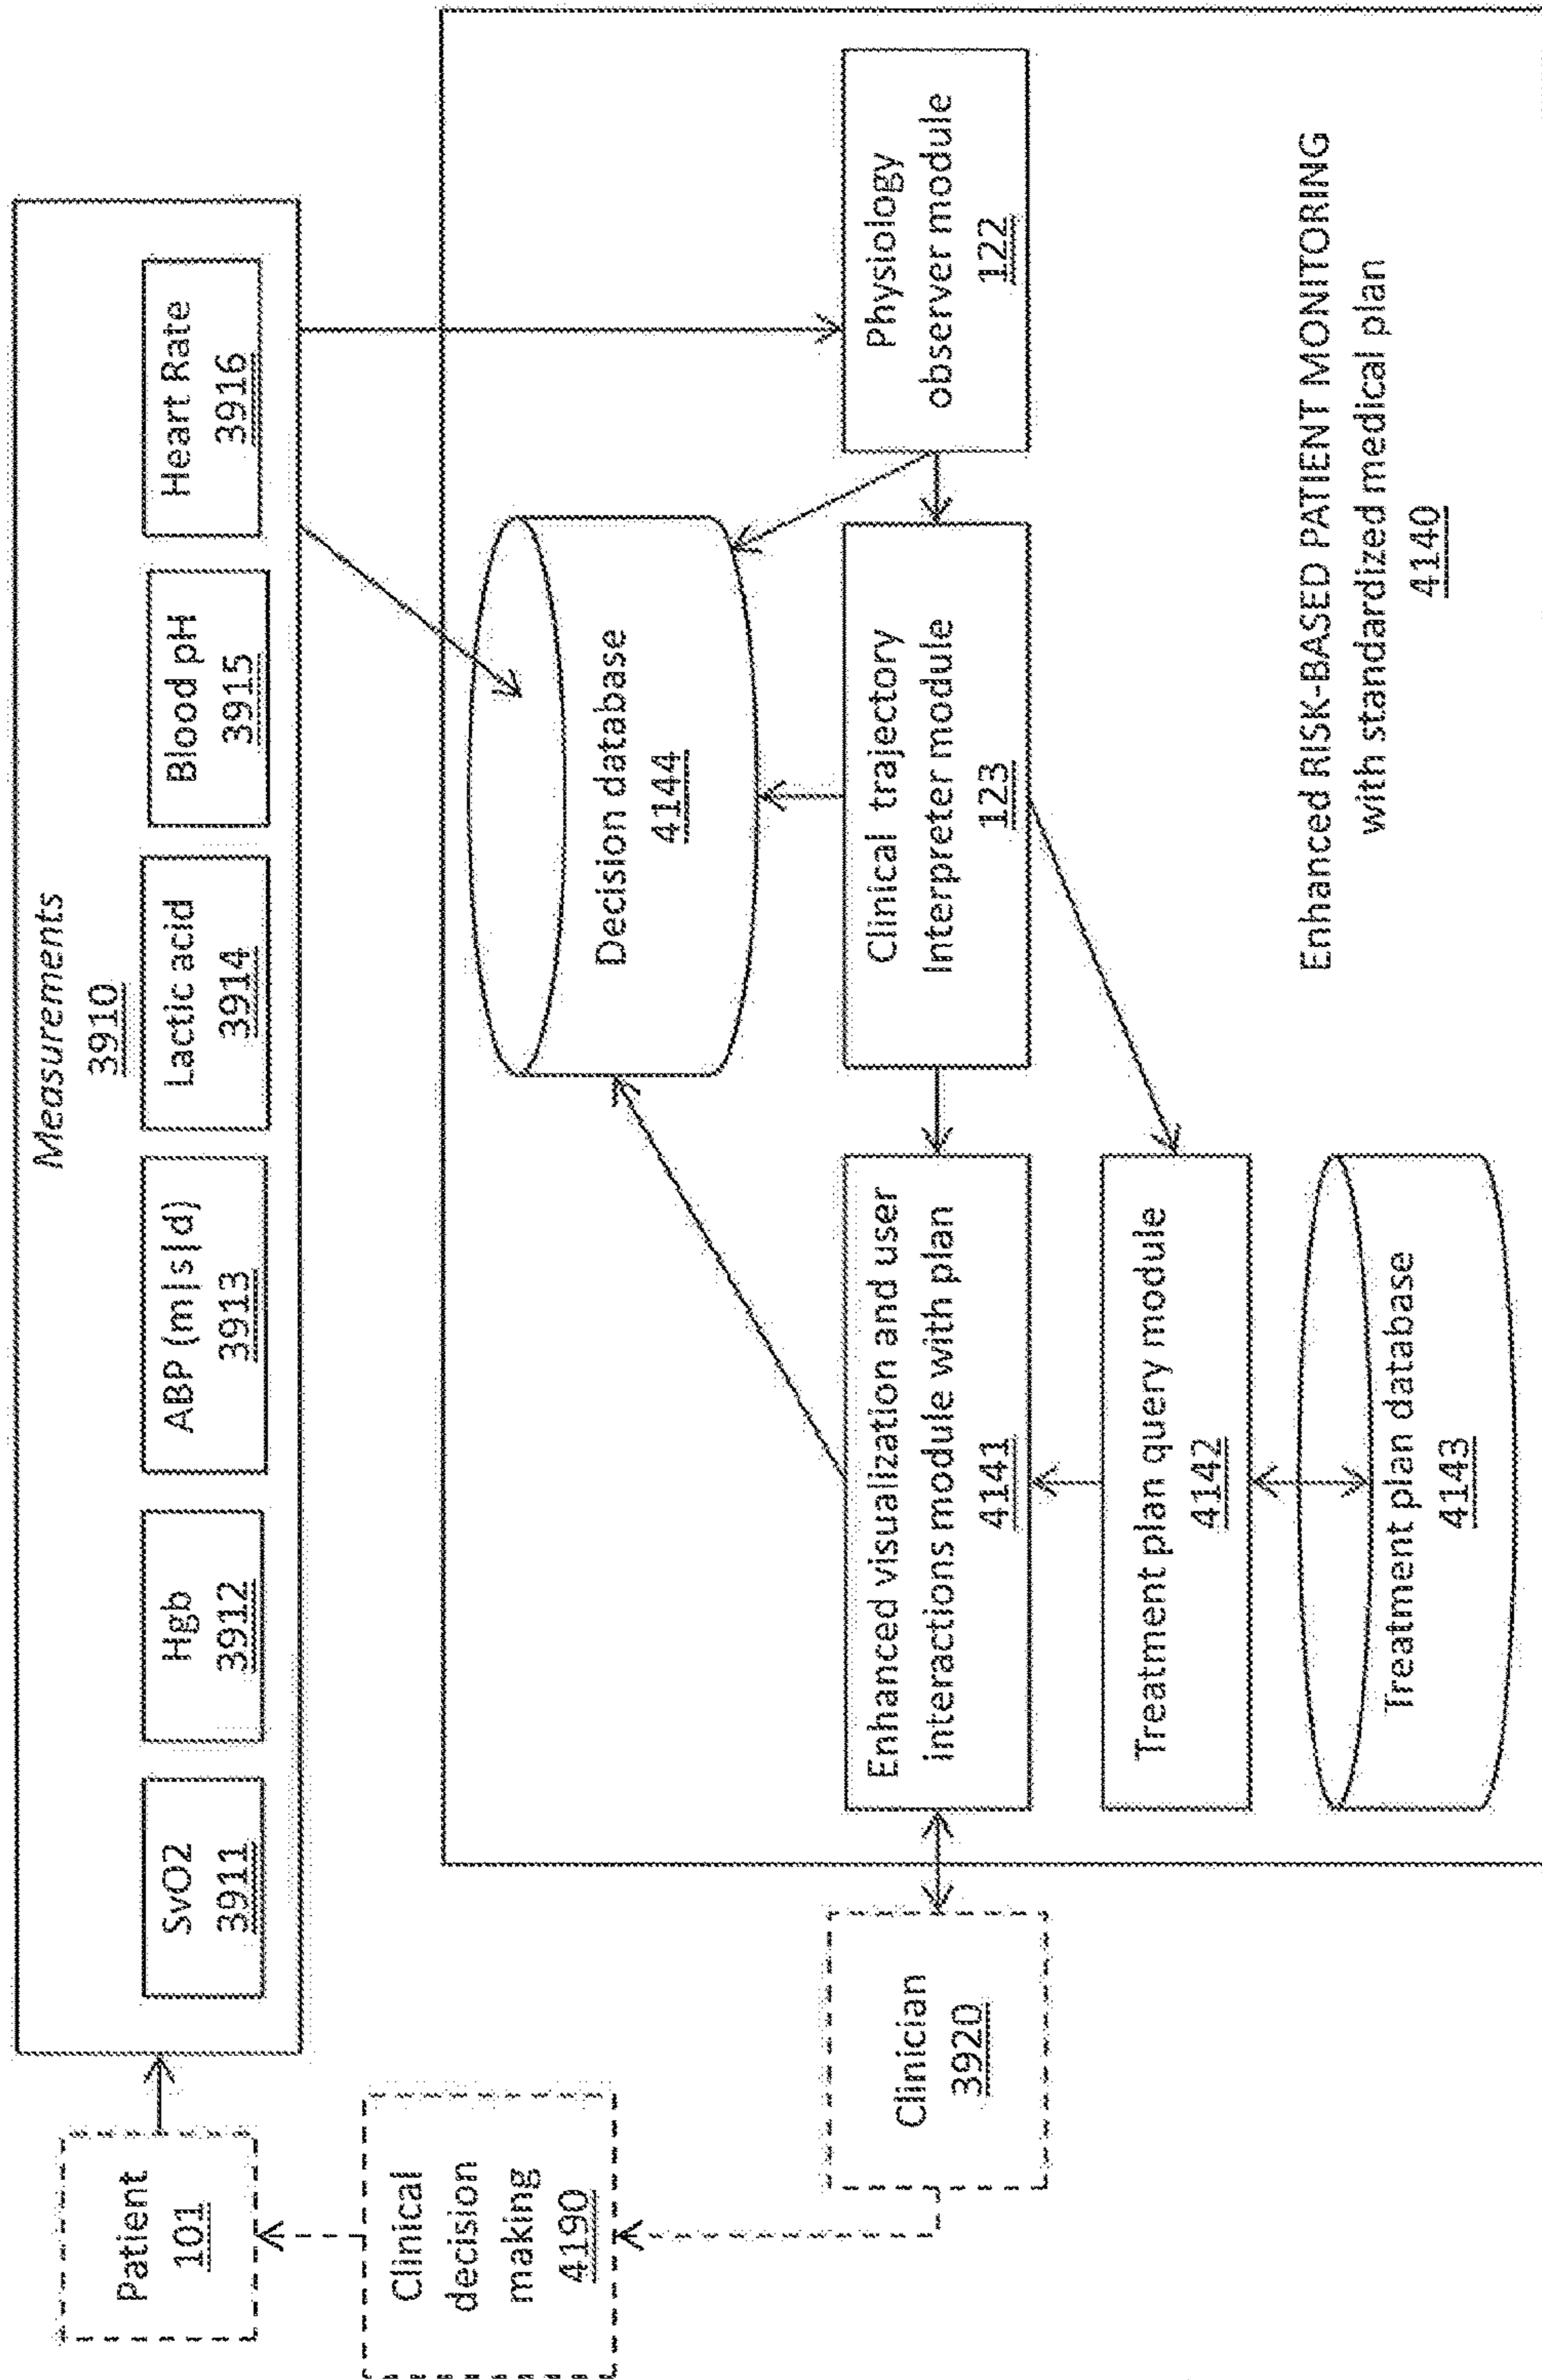 Patient
101
Measurements
3910
SvO2
3911
Hgb
3912
ABP (m|s|d)
3913
Lactic acid
3914
Blood pH
3915
Heart Rate
3916
Clinical
decision
making
4190
Clinician
3920
Decision database
4144
Enhanced visualization and user
interactions module with plan
4141
Clinical trajectory
Interpreter module
123
Physiology
observer module
122
Treatment plan query module
4142
Treatment plan database
4143
Enhanced RISK-BASED PATIENT MONITORING
with standardized medical plan
4140